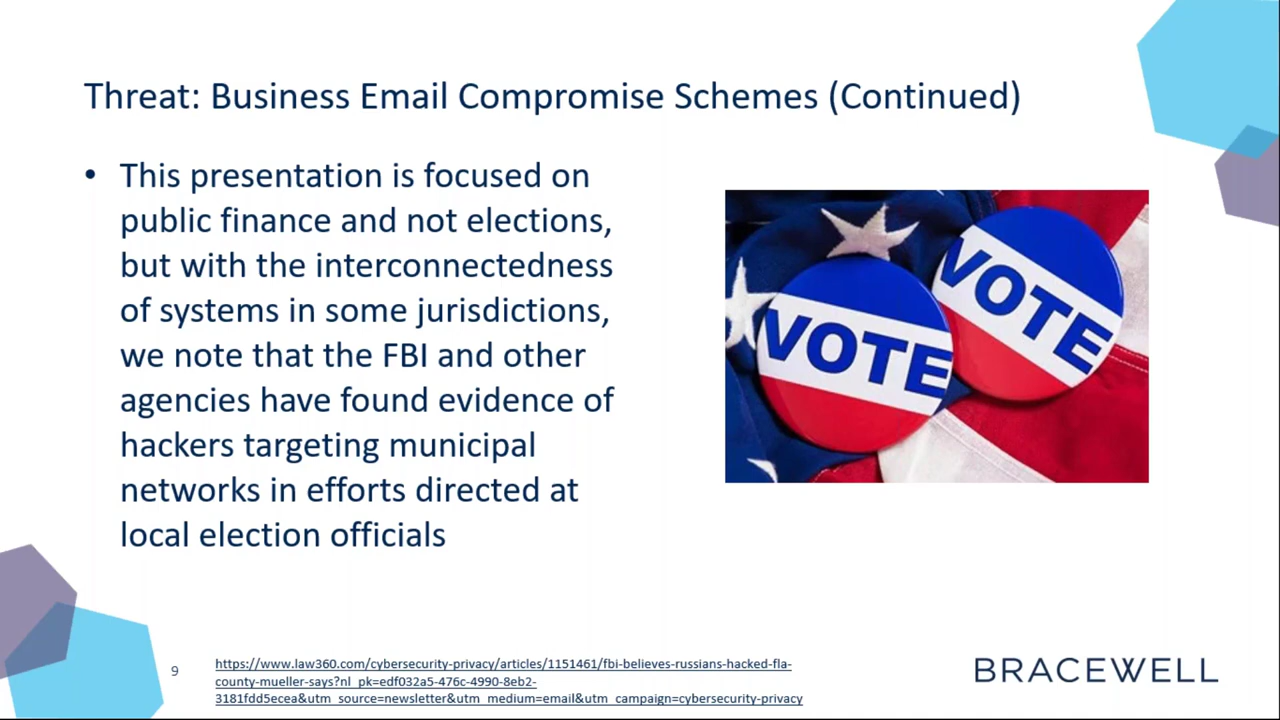 Threat: Business Email Compromise Schemes (Continued)
• This presentation is focused on
public finance and not elections,
but with the interconnectedness
of systems in some jurisdictions,
we note that the FBI and other
agencies have found evidence of
hackers targeting municipal
networks in efforts directed at
local election officials
VOTE
VOTE
9
https://www.law360.com/cybersecurity-privacy/articles/1151461/fbi-believes-russians-hacked-fla-
county-mueller-says?nl_pk=edf032a5-476c-4990-8eb2-
3181fdd5ecea&utm_source=newsletter&utm_medium=email&utm_campaign=cybersecurity-privacy
BRACEWELL